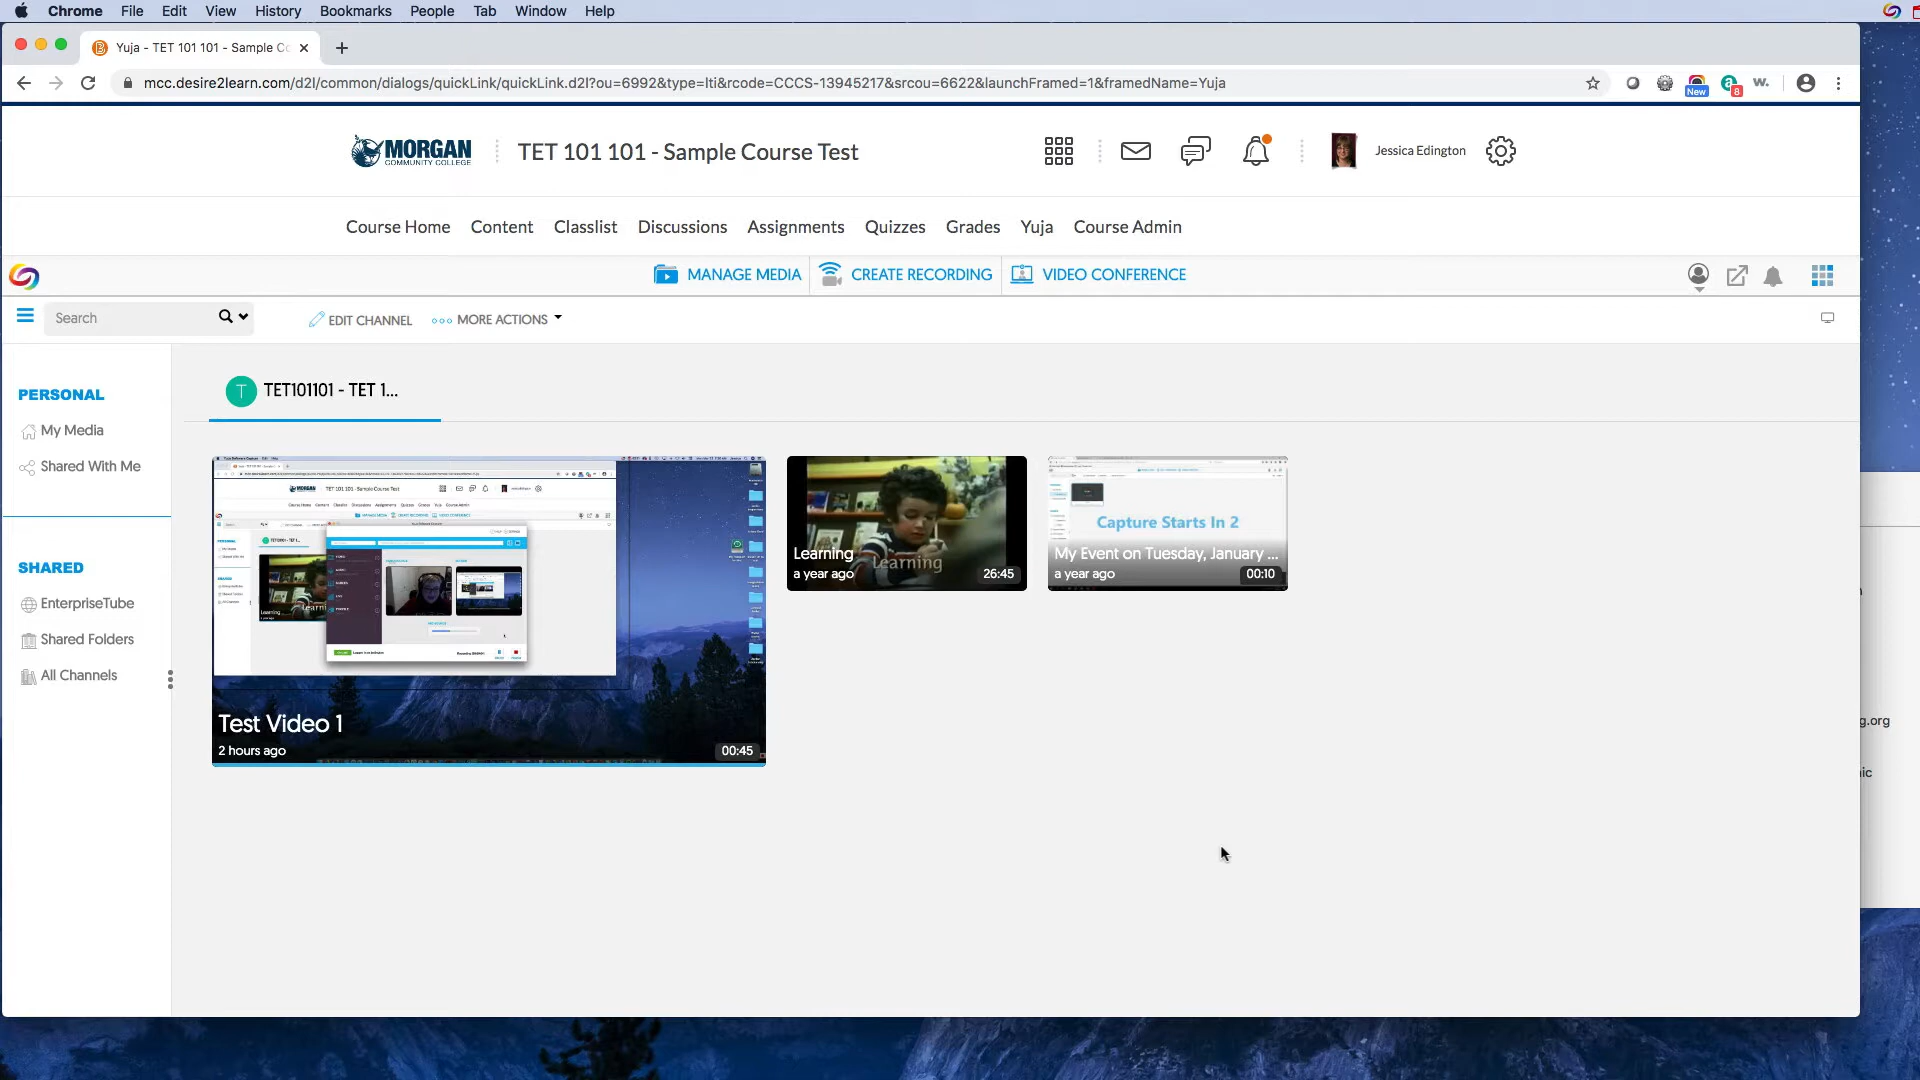 Chrome File Edit View History Bookmarks People Tab Window Help
Yuja - TET 101 101 - Sample Co
mcc.desire2learn.com/d2l/common/dialogs/quickLink/quickLink.d2l?ou=6992&type=lti&rcode=CCCS-13945217&srcou=6622&launchFramed=1&framedName=Yuja
New
8
w.
MORGAN
COMMUNITY COLLEGE
TET 101 101 - Sample Course Test
Jessica Edington
Course Home Content Classlist Discussions Assignments Quizzes Grades Yuja Course Admin
MANAGE MEDIA CREATE RECORDING VIDEO CONFERENCE
Search
EDIT CHANNEL MORE ACTIONS
PERSONAL
My Media
Shared With Me
SHARED
EnterpriseTube
Shared Folders
All Channels
T TET101101 - TET 1...
Test Video 1
2 hours ago 00:45
Learning
Learning
a year ago 26:45
Capture Starts In 2
My Event on Tuesday, January ...
a year ago 00:10
g.org
ic